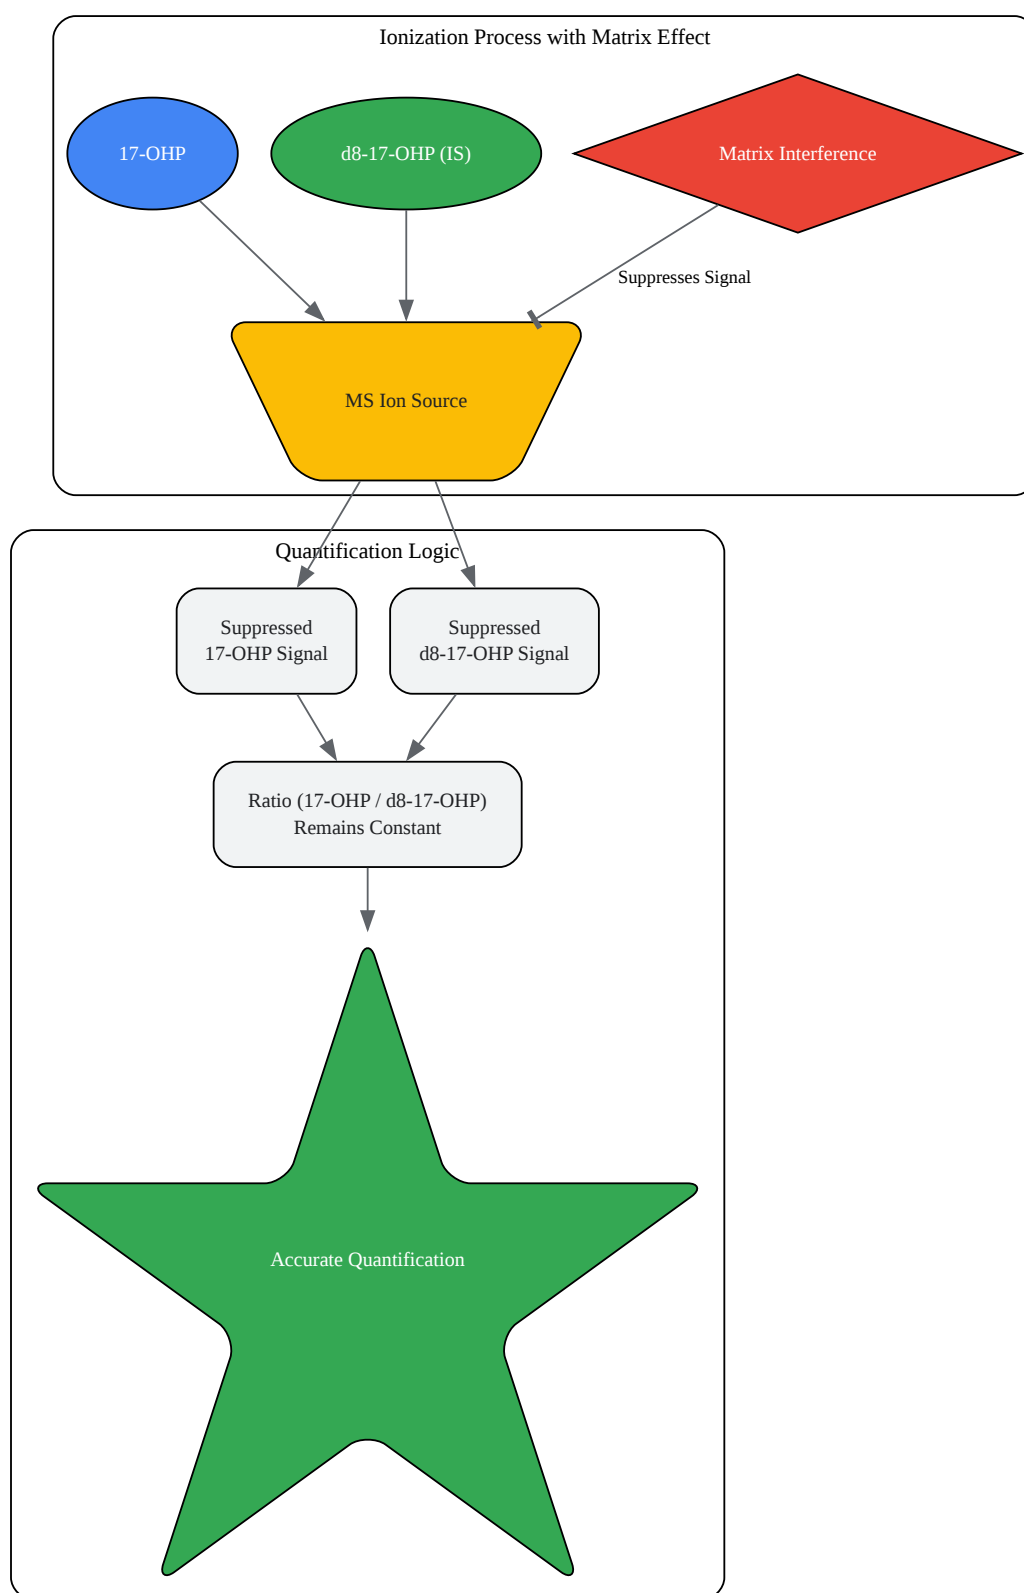 Ionization Process with Matrix Effect
17-OHP
d8-17-OHP (IS)
Matrix Interference
Suppresses Signal
MS Ion Source
Quantification Logic
Suppressed
17-OHP Signal
Suppressed
d8-17-OHP Signal
Ratio (17-OHP / d8-17-OHP)
Remains Constant
Accurate Quantification